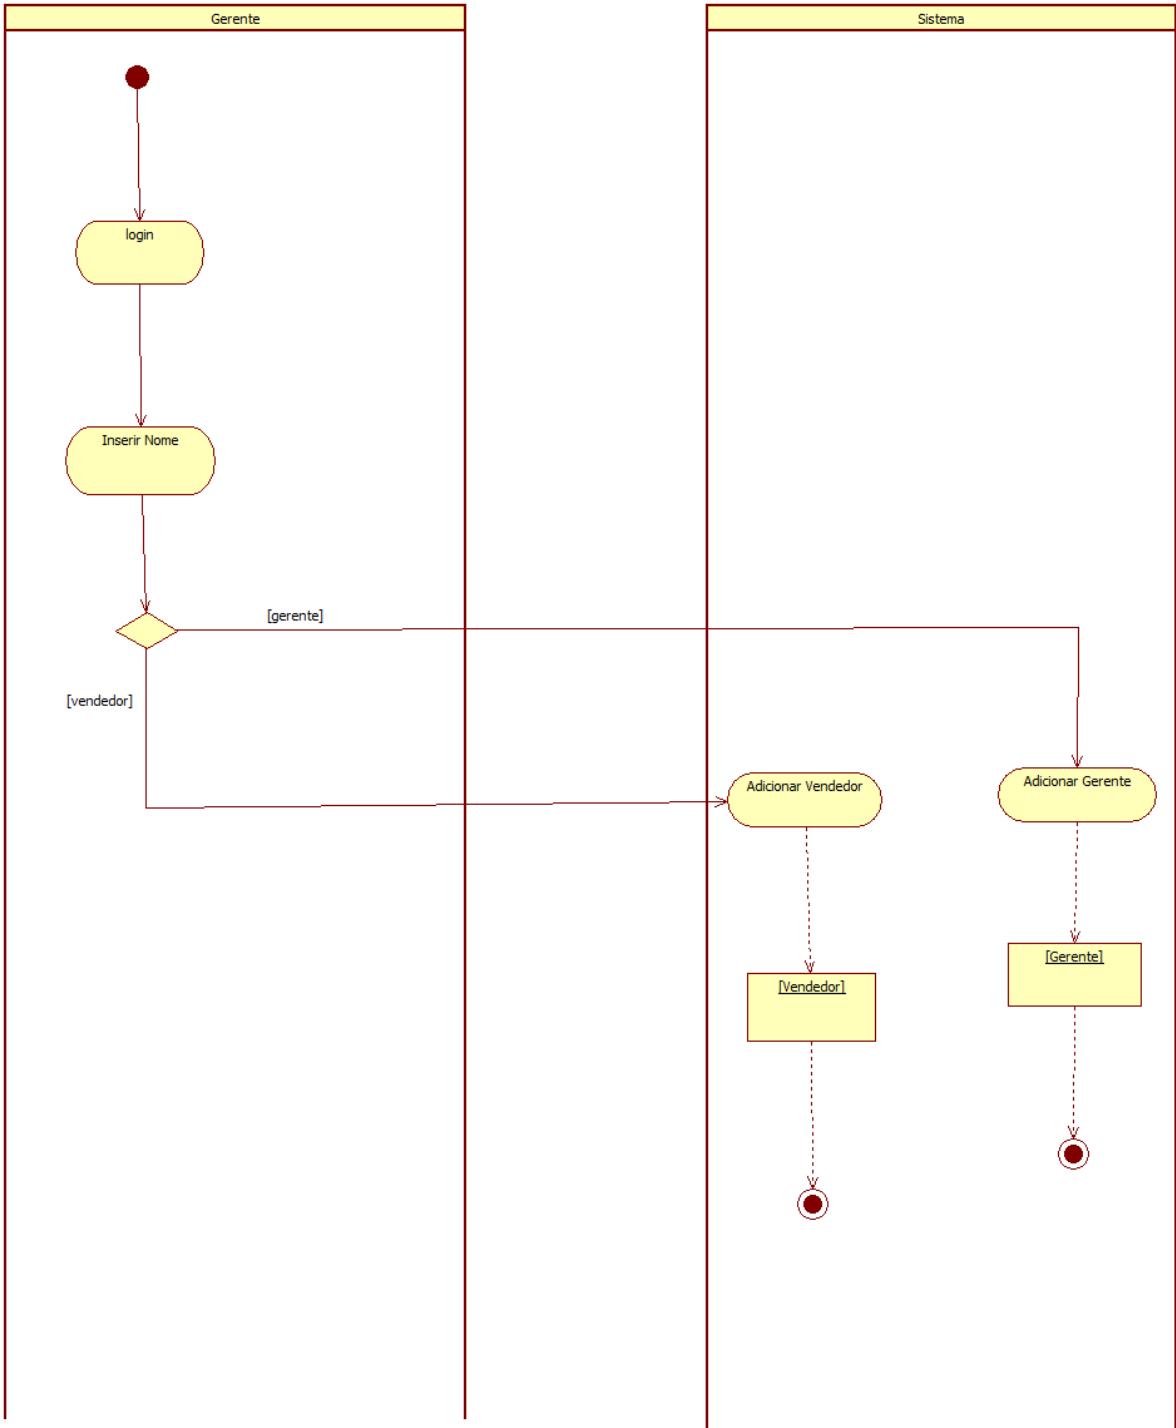 Gerente
Sistema
login
Inserir Nome
[gerente]
[vendedor]
Adicionar Vendedor
Adicionar Gerente
[Vendedor]
[Gerente]